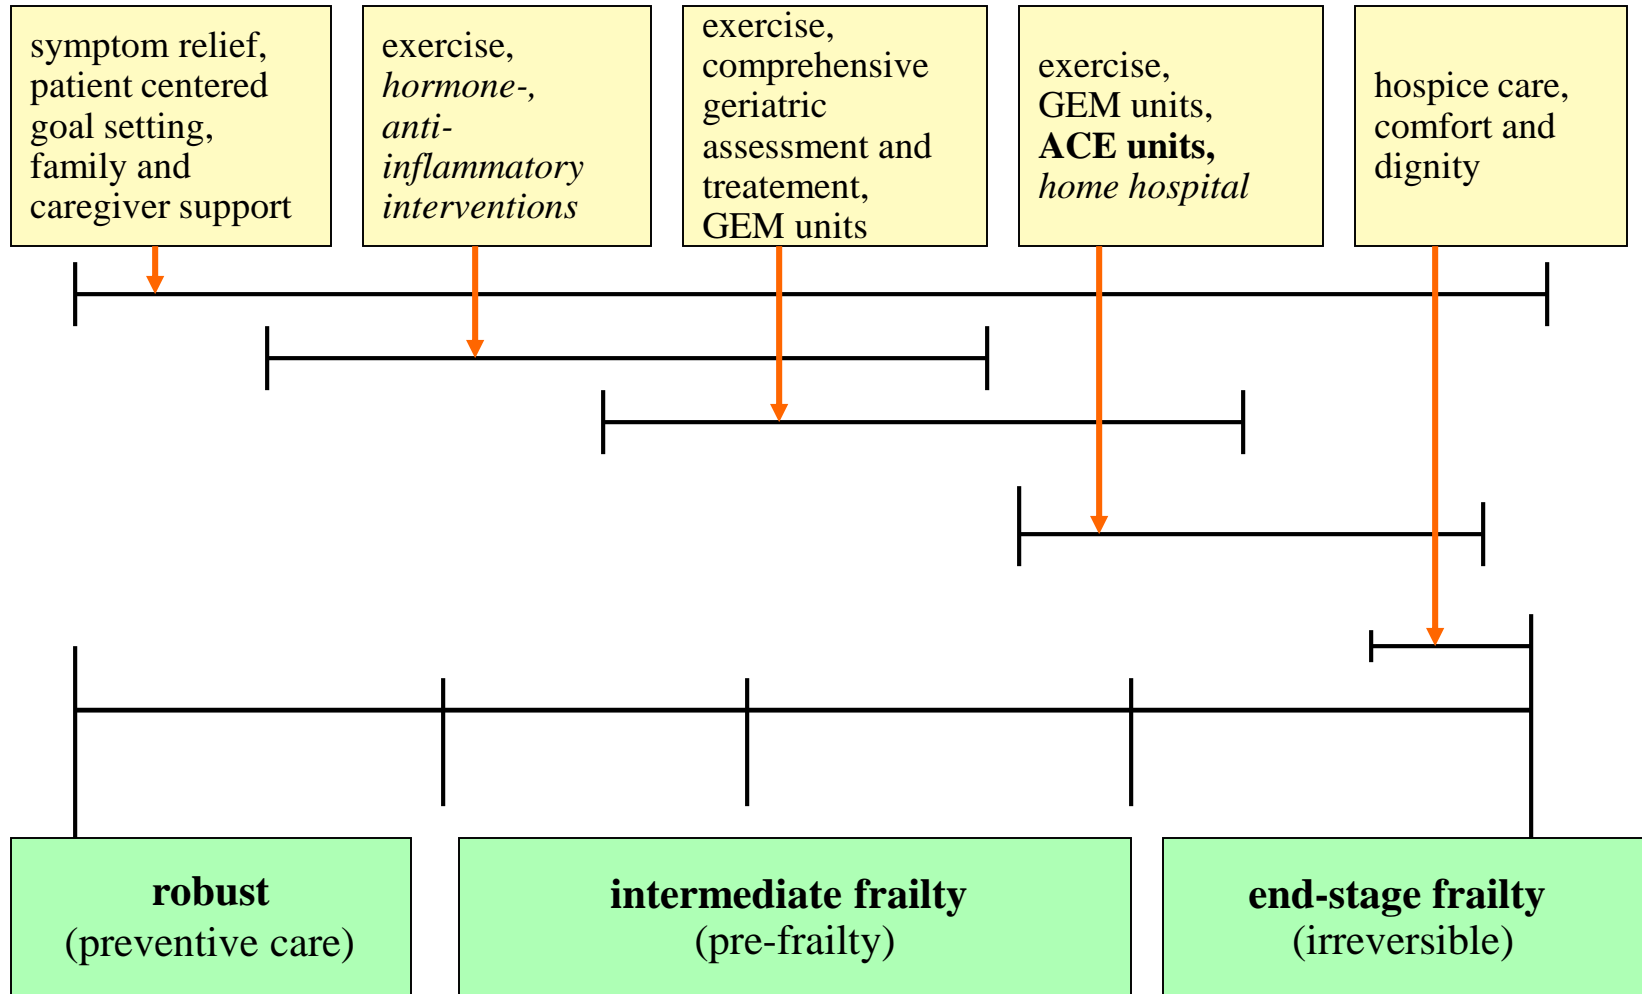 symptom relief,
patient centered
goal setting,
family and
caregiver support
exercise,
hormone-,
anti-
inflammatory
interventions
exercise,
comprehensive
geriatric
assessment and
treatement,
GEM units
exercise,
GEM units,
ACE units,
home hospital
hospice care,
comfort and
dignity
robust
(preventive care)
intermediate frailty
(pre-frailty)
end-stage frailty
(irreversible)